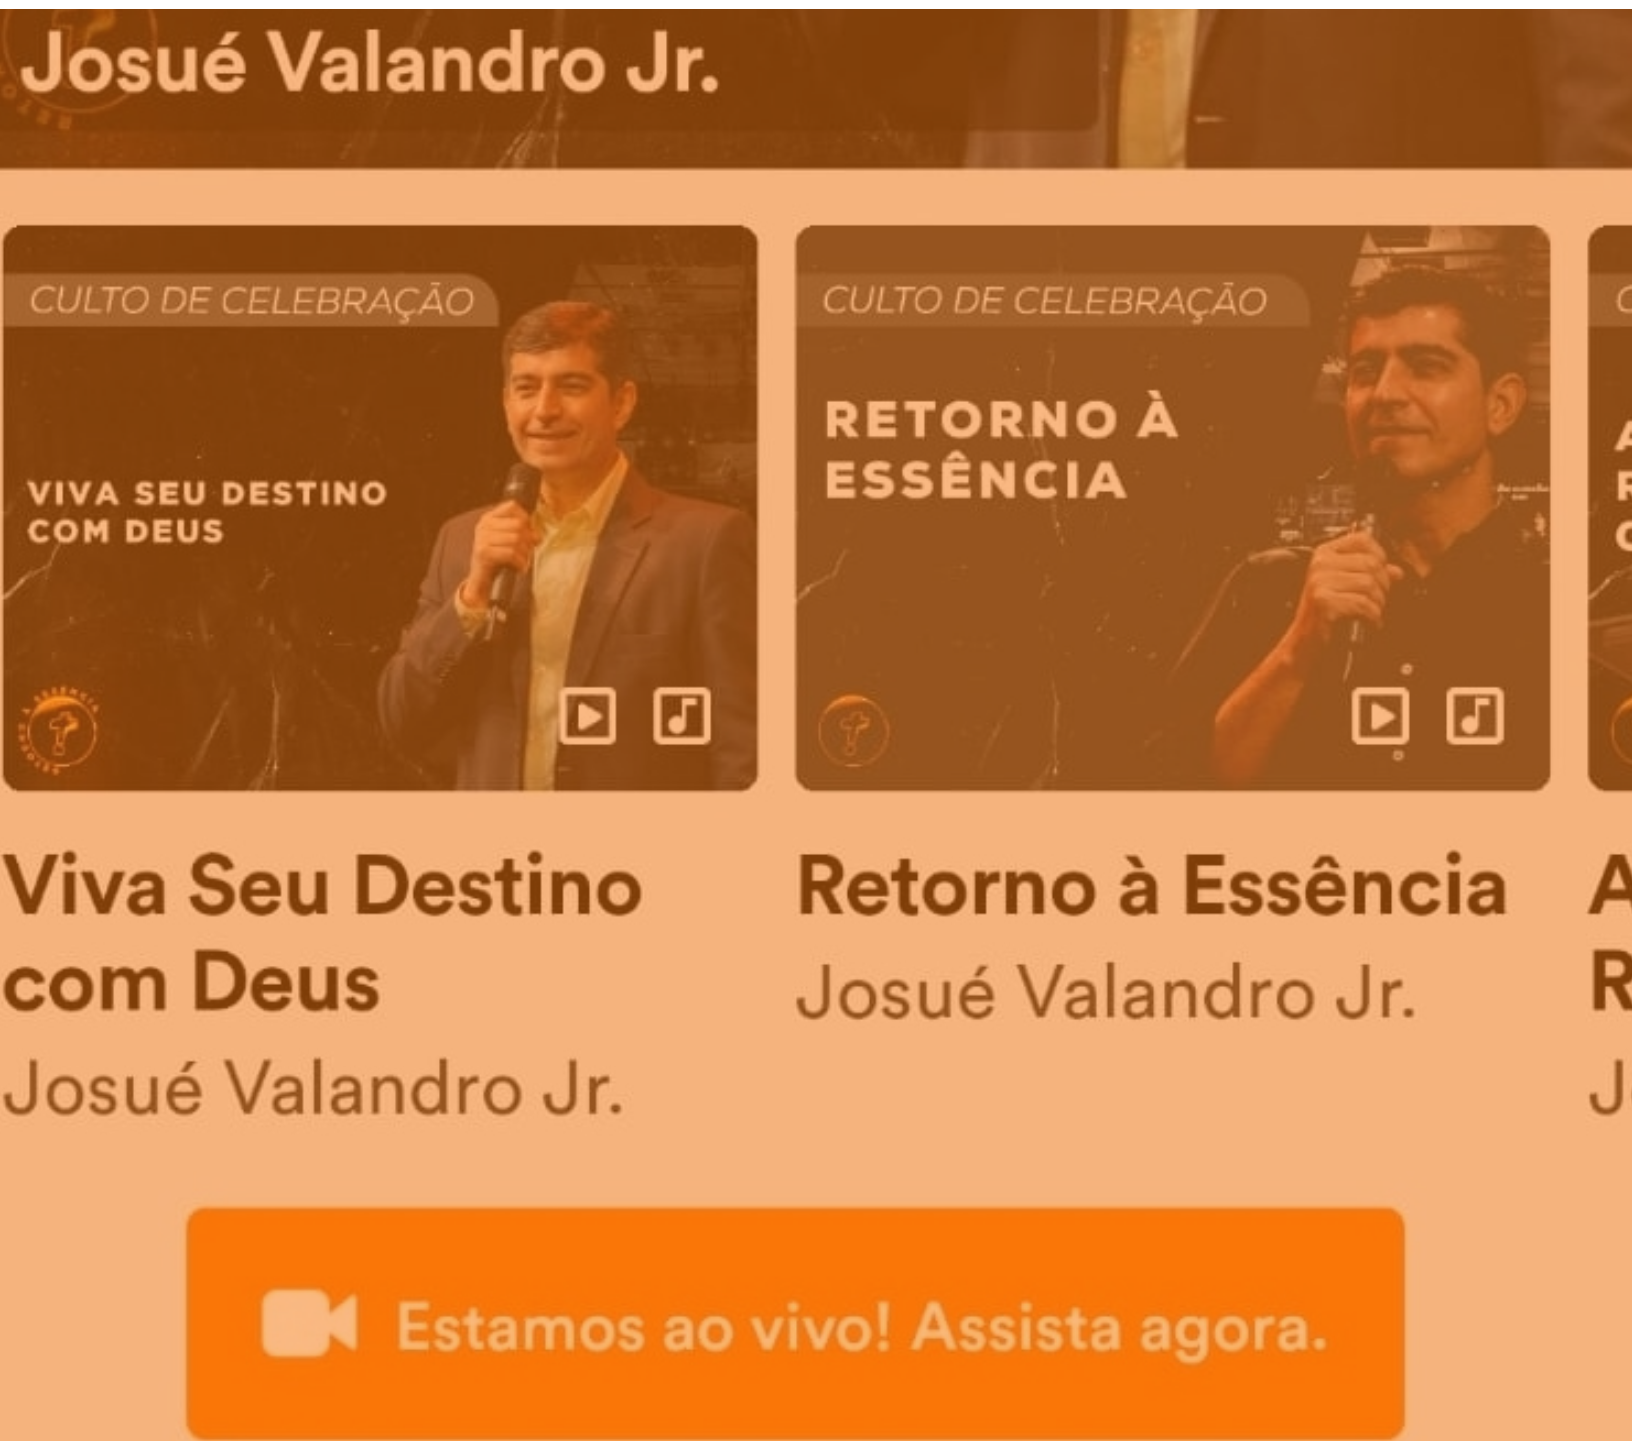 Josué Valandro Jr.
CULTO DE CELEBRAÇÃO
VIVA SEU DESTINO
COM DEUS
Viva Seu Destino
com Deus
Josué Valandro Jr.
CULTO DE CELEBRAÇÃO
RETORNO À
ESSÊNCIA
Retorno à Essência
Josué Valandro Jr.
Estamos ao vivo! Assista agora.